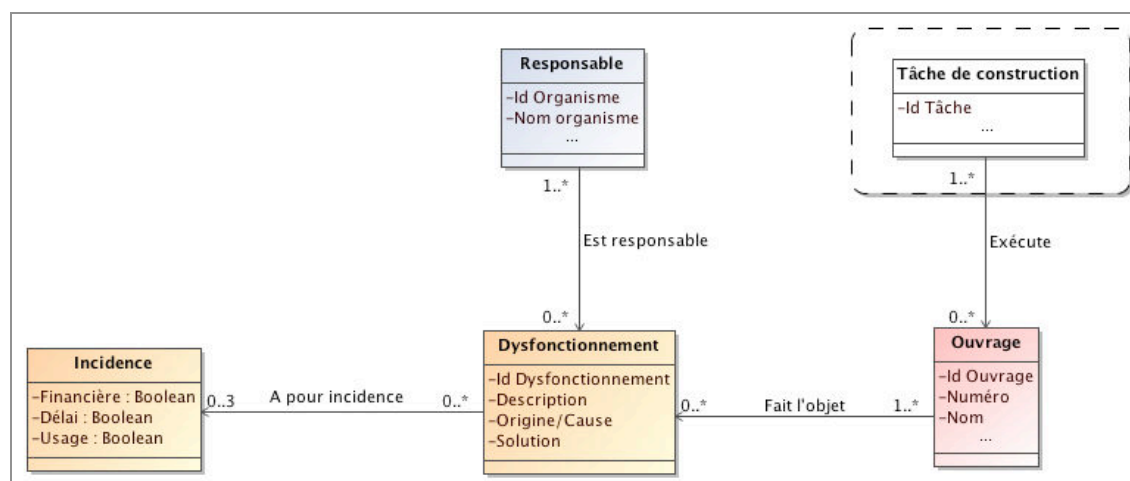 Responsable
-Id Organisme
-Nom organisme
...
Tâche de construction
-Id Tâche
...
1..*
1..*
Est responsable
Exécute
0..*
0..*
Incidence
-Financière : Boolean
-Délai : Boolean
-Usage : Boolean
0..3
A pour incidence
0..*
Dysfonctionnement
-Id Dysfonctionnement
-Description
-Origine/Cause
-Solution
0..*
Fait l'objet
1..*
Ouvrage
-Id Ouvrage
-Numéro
-Nom
...